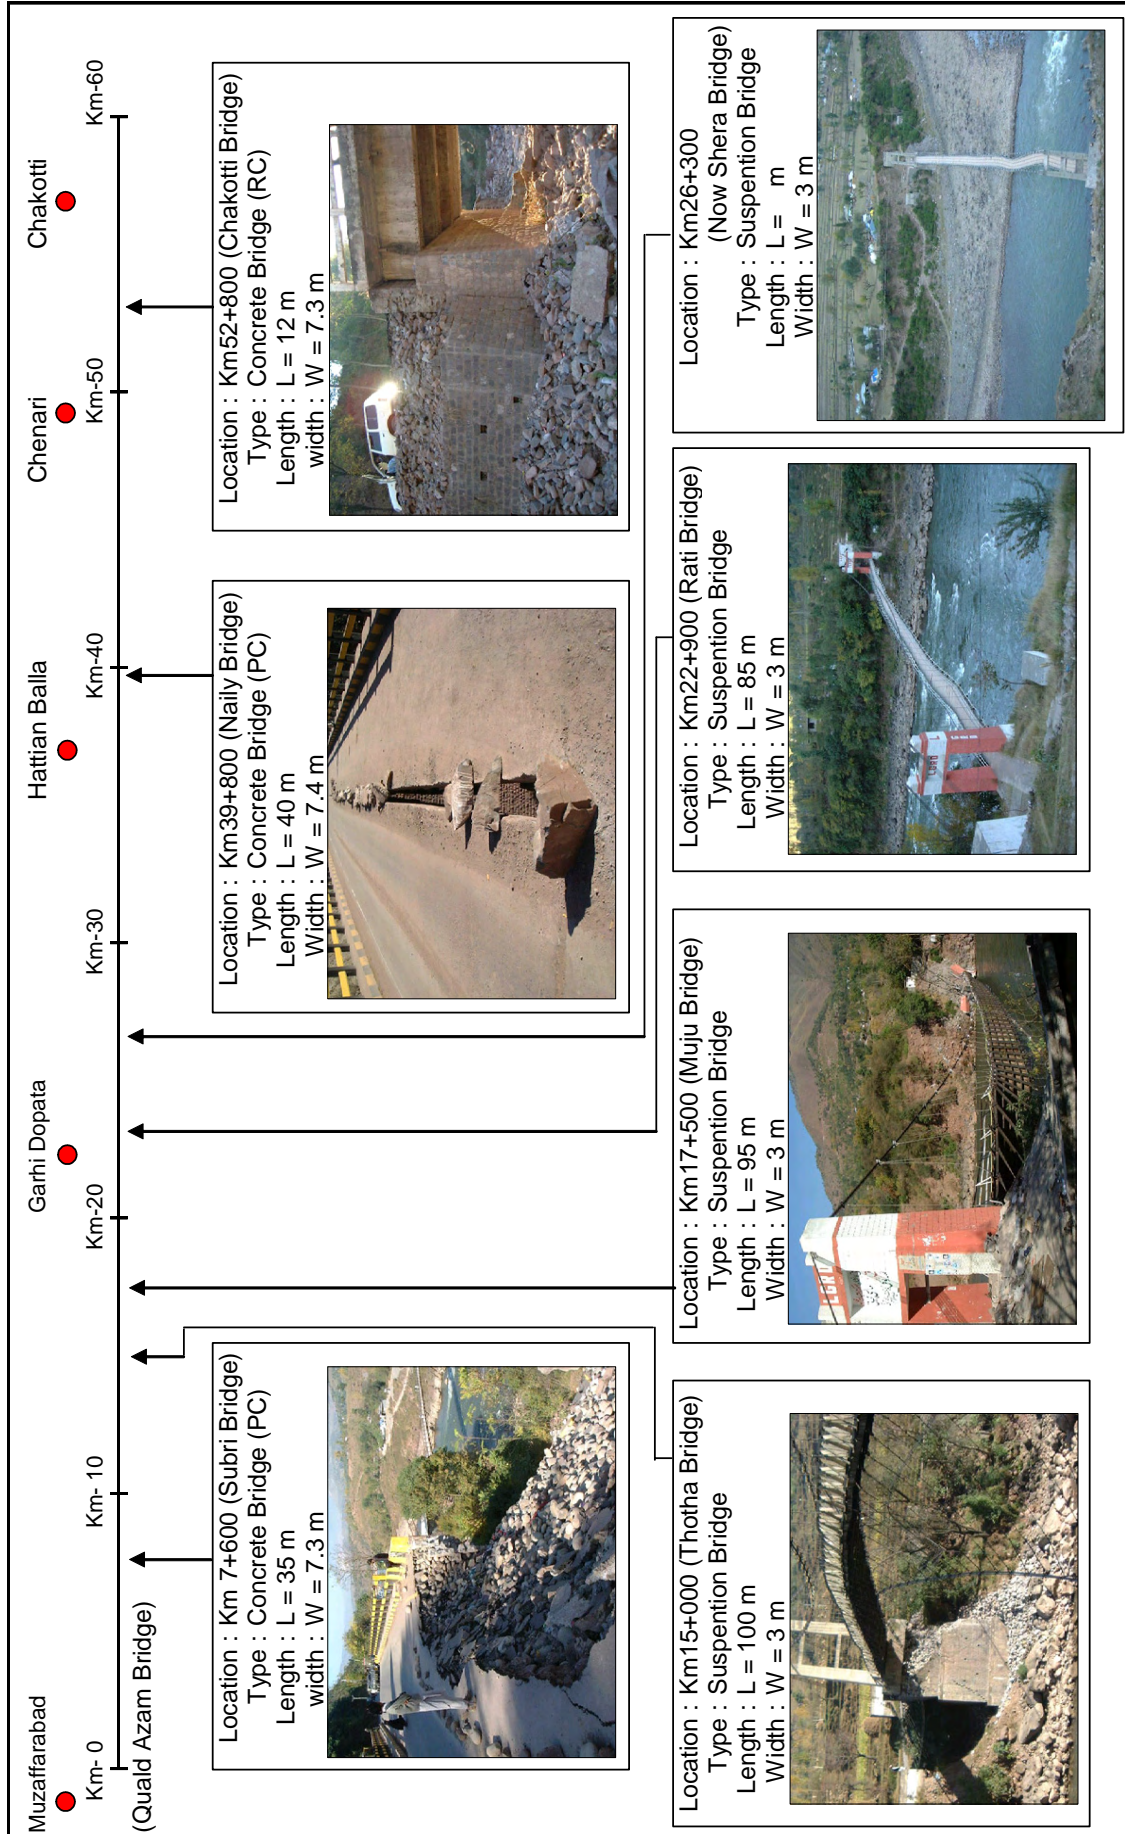 Muzaffarabad
Garhi Dopata
Hattian Balla
Chenari
Chakotti
Km- 0
Km- 10
Km-20
Km-30
Km-40
Km-50
Km-60
(Quald Azam Bridge)
Location : Km 7+600 (Subri Bridge)
Type : Concrete Bridge (PC)
Length : L = 35 m
width : W = 7.3 m
Location : Km39+800 (Naily Bridge)
Type : Concrete Bridge (PC)
Length : L = 40 m
Width : W = 7.4 m
Location : Km52+800 (Chakotti Bridge)
Type : Concrete Bridge (RC)
Length : L = 12 m
width : W = 7.3 m
Location : Km15+000 (Thotha Bridge)
Type : Suspention Bridge
Length : L = 100 m
Width : W = 3 m
Location : Km17+500 (Muju Bridge)
Type : Suspention Bridge
Length : L = 95 m
Width : W = 3 m
LGRD
Location : Km22+900 (Rati Bridge)
Type : Suspention Bridge
Length : L = 85 m
Width : W = 3 m
Location : Km26+300
(Now Shera Bridge)
Type : Suspention Bridge
Length : L =    m
Width : W = 3 m